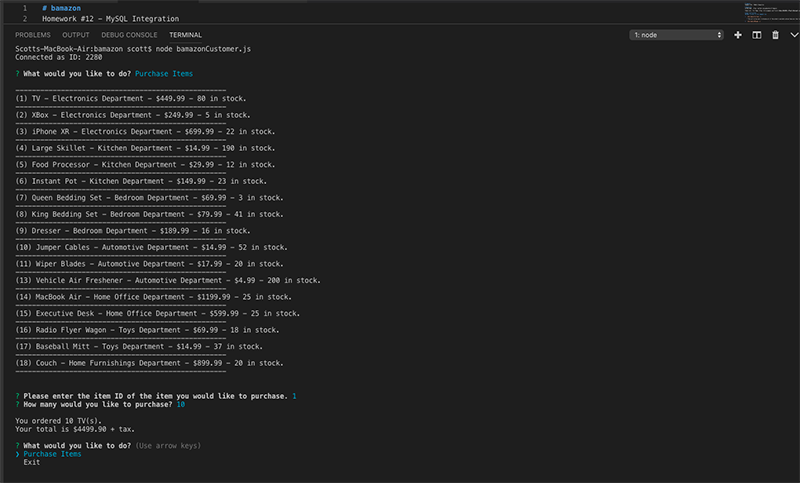 1 # bamazon
2 Homework #12 - MySQL Integration
PROBLEMS OUTPUT DEBUG CONSOLE TERMINAL 1: node
Scotts-MacBook-Air:bamazon scott$ node bamazonCustomer.js
Connected as ID: 2280
? What would you like to do? Purchase Items
(1) TV - Electronics Department - $449.99 - 80 in stock.
(2) XBox - Electronics Department - $249.99 - 5 in stock.
(3) iPhone XR - Electronics Department - $699.99 - 22 in stock.
(4) Large Skillet - Kitchen Department - $14.99 - 190 in stock.
(5) Food Processor - Kitchen Department - $29.99 - 12 in stock.
(6) Instant Pot - Kitchen Department - $149.99 - 23 in stock.
(7) Queen Bedding Set - Bedroom Department - $69.99 - 3 in stock.
(8) King Bedding Set - Bedroom Department - $79.99 - 41 in stock.
(9) Dresser - Bedroom Department - $189.99 - 16 in stock.
(10) Jumper Cables - Automotive Department - $14.99 - 52 in stock.
(11) Wiper Blades - Automotive Department - $17.99 - 20 in stock.
(13) Vehicle Air Freshener - Automotive Department - $4.99 - 200 in stock.
(14) MacBook Air - Home Office Department - $1199.99 - 25 in stock.
(15) Executive Desk - Home Office Department - $599.99 - 25 in stock.
(16) Radio Flyer Wagon - Toys Department - $69.99 - 18 in stock.
(17) Baseball Mitt - Toys Department - $14.99 - 37 in stock.
(18) Couch - Home Furnishings Department - $899.99 - 20 in stock.
? Please enter the item ID of the item you would like to purchase. 1
? How many would you like to purchase? 10
You ordered 10 TV(s).
Your total is $4499.90 + tax.
? What would you like to do? (Use arrow keys)
❯ Purchase Items
Exit